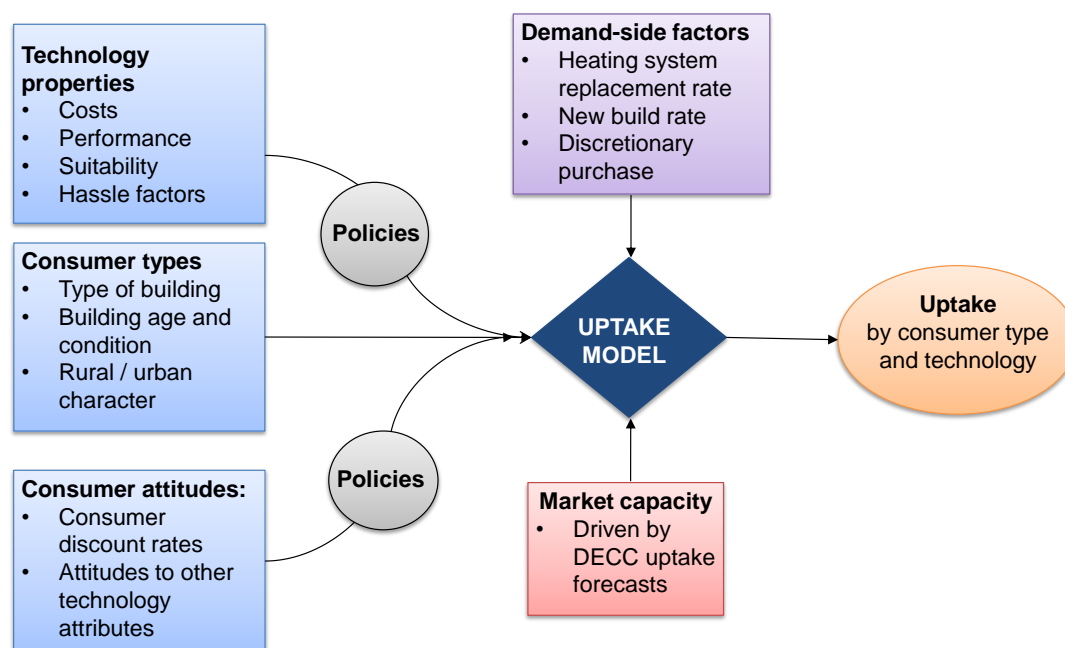 Technology
properties
• Costs
• Performance
• Suitability
• Hassle factors
Policies
Consumer types
• Type of building
• Building age and
condition
• Rural / urban
character
Policies
Consumer attitudes:
• Consumer
discount rates
• Attitudes to other
technology
attributes
Demand-side factors
• Heating system
replacement rate
• New build rate
• Discretionary
purchase
UPTAKE
MODEL
Market capacity
• Driven by
DECC uptake
forecasts
Uptake
by consumer type
and technology